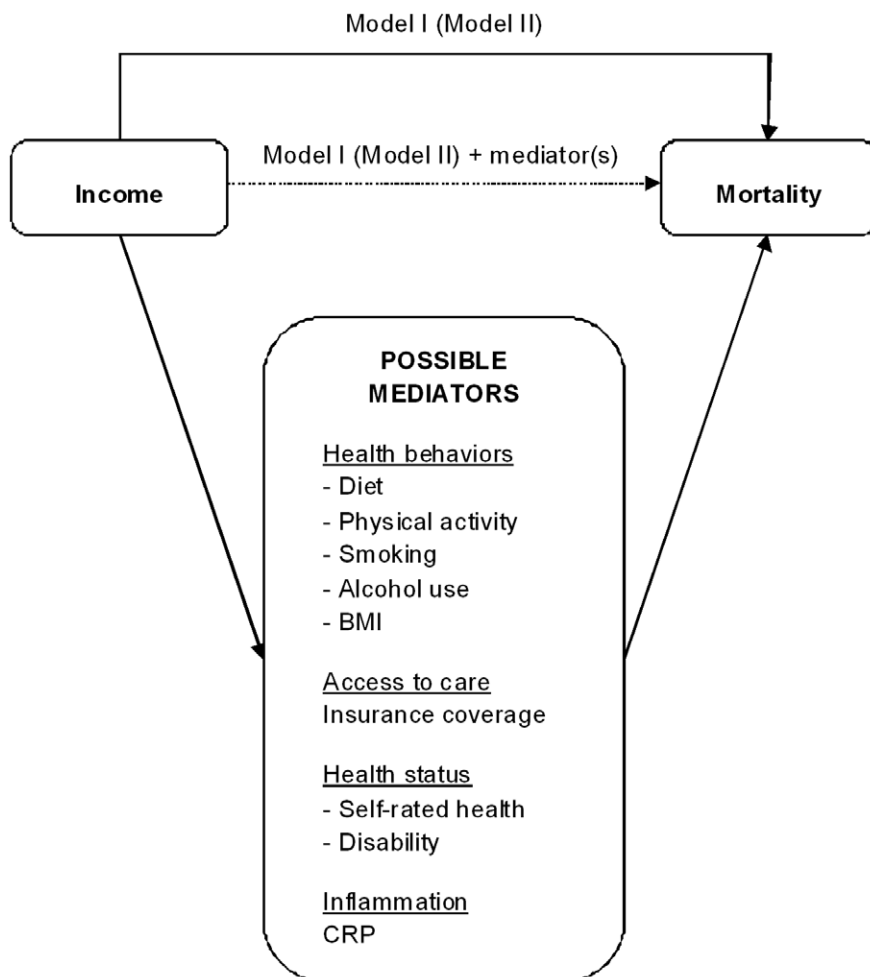 Model I (Model II)
Model I (Model II) + mediator(s)
Income
Mortality
POSSIBLE
MEDIATORS
Health behaviors
- Diet
- Physical activity
- Smoking
- Alcohol use
- BMI
Access to care
Insurance coverage
Health status
- Self-rated health
- Disability
Inflammation
CRP